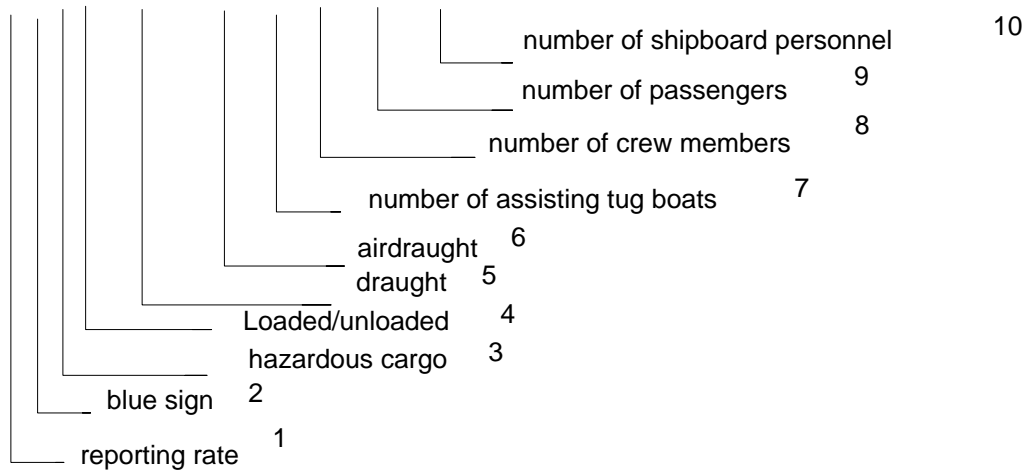 number of shipboard personnel 10
number of passengers 9
number of crew members 8
number of assisting tug boats 7
airdraught 6
draught 5
Loaded/unloaded 4
hazardous cargo 3
blue sign 2
reporting rate 1